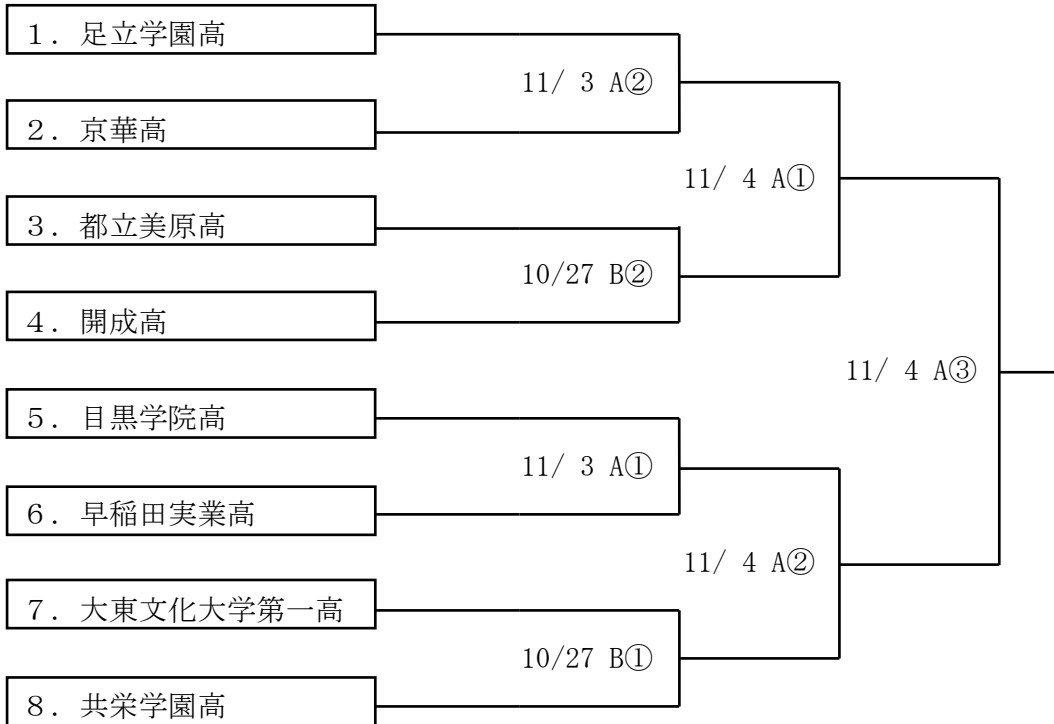 １．足立学園高
11/ 3 A②
２．京華高
11/ 4 A①
３．都立美原高
10/27 B②
４．開成高
11/ 4 A③
５．目黒学院高
11/ 3 A①
６．早稲田実業高
11/ 4 A②
７．大東文化大学第一高
10/27 B①
８．共栄学園高